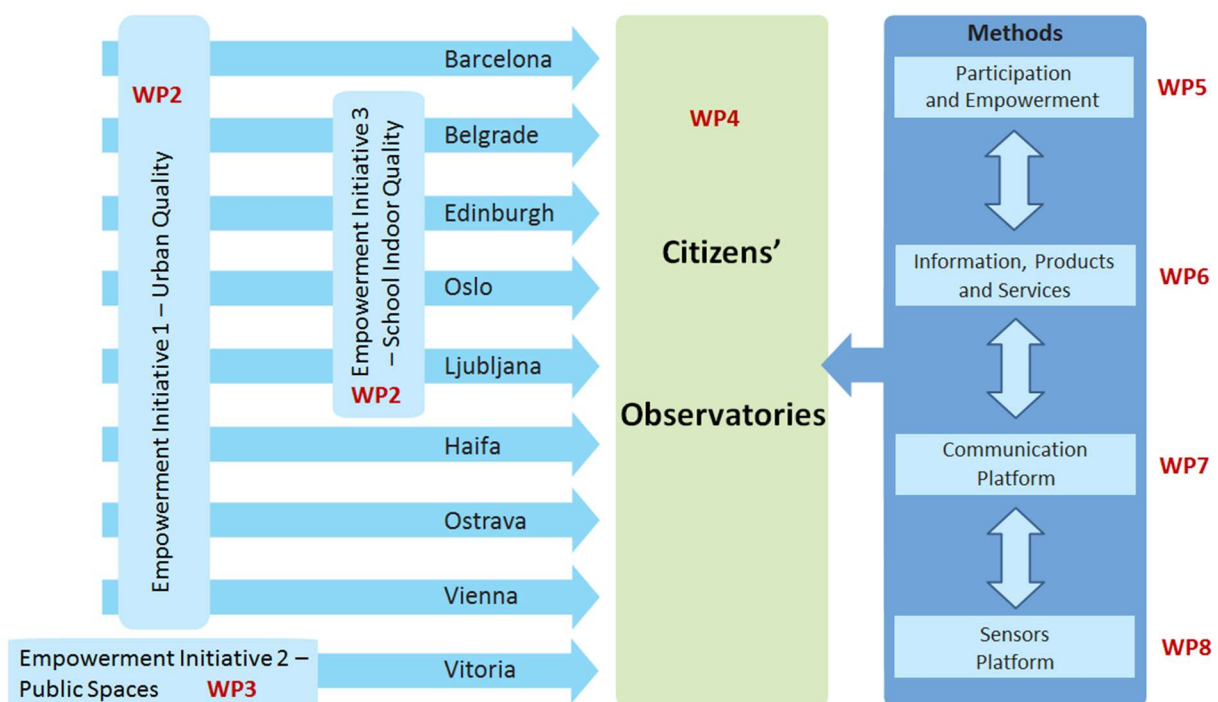 WP2
Empowerment Initiative 1 – Urban Quality
Empowerment Initiative 3
– School Indoor Quality
WP2
Barcelona
Belgrade
Edinburgh
Oslo
Ljubljana
Haifa
Ostrava
Vienna
Vitoria
Empowerment Initiative 2 –
Public Spaces WP3
WP4
Citizens’
Observatories
Methods
Participation
and Empowerment
WP5
Information, Products
and Services
WP6
Communication
Platform
WP7
Sensors
Platform
WP8